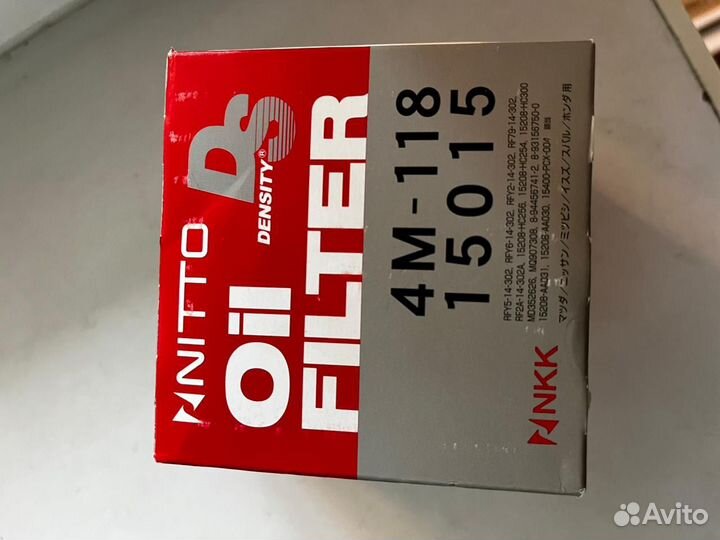 NITTO
DS
DENSITY®
Oil
FILTER
4M-118
15015
RFY5-14-302, RFY6-14-302, RFY2-14-302, RF79-14-302,
RF2A-14-302A, 15208-HC256, 15208-HC254, 15208-HC300
MD352626, MQ907308, 8-94456741-2, 8-93156750-0
15208-AA031, 15208-AA030, 15400-PCX-004
マツダ/ニッサン/ミツビシ/イスズ/スバル/ホンダ用
NKK
Avito